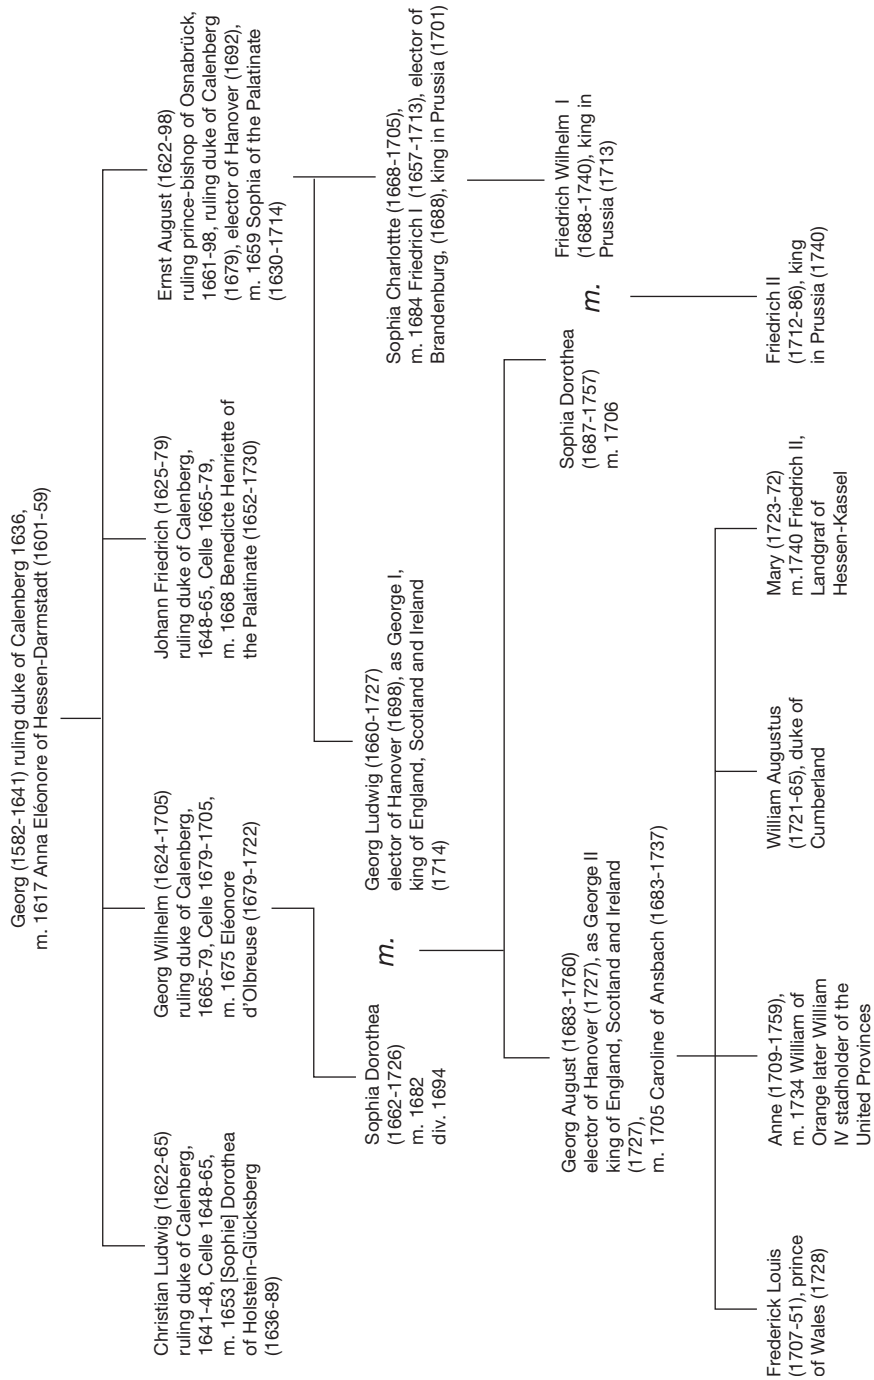 Georg (1582-1641) ruling duke of Calenberg 1636,
m. 1617 Anna Eléonore of Hessen-Darmstadt (1601-59)
Christian Ludwig (1622-65)
ruling duke of Calenberg,
1641-48, Celle 1648-65,
m. 1653 [Sophie] Dorothea
of Holstein-Glücksberg
(1636-89)
Georg Wilhelm (1624-1705)
ruling duke of Calenberg,
1665-79, Celle 1679-1705,
m. 1675 Eléonore
d'Olbreuse (1679-1722)
Johann Friedrich (1625-79)
ruling duke of Calenberg,
1648-65, Celle 1665-79,
m. 1668 Benedicte Henriette of
the Palatinate (1652-1730)
Ernst August (1622-98)
ruling prince-bishop of Osnabrück,
1661-98, ruling duke of Calenberg
(1679), elector of Hanover (1692),
m. 1659 Sophia of the Palatinate
(1630-1714)
Sophia Dorothea
(1662-1726)
m. 1682
div. 1694
m.
Georg Ludwig (1660-1727)
elector of Hanover (1698), as George I,
king of England, Scotland and Ireland
(1714)
Sophia Charlottte (1668-1705),
m. 1684 Friedrich I (1657-1713), elector of
Brandenburg, (1688), king in Prussia (1701)
Georg August (1683-1760)
elector of Hanover (1727), as George II
king of England, Scotland and Ireland
(1727),
m. 1705 Caroline of Ansbach (1683-1737)
Sophia Dorothea
(1687-1757)
m. 1706
m.
Friedrich Wilhelm I
(1688-1740), king in
Prussia (1713)
Frederick Louis
(1707-51), prince
of Wales (1728)
Anne (1709-1759),
m. 1734 William of
Orange later William
IV stadholder of the
United Provinces
William Augustus
(1721-65), duke of
Cumberland
Mary (1723-72)
m.1740 Friedrich II,
Landgraf of
Hessen-Kassel
Friedrich II
(1712-86), king
in Prussia (1740)